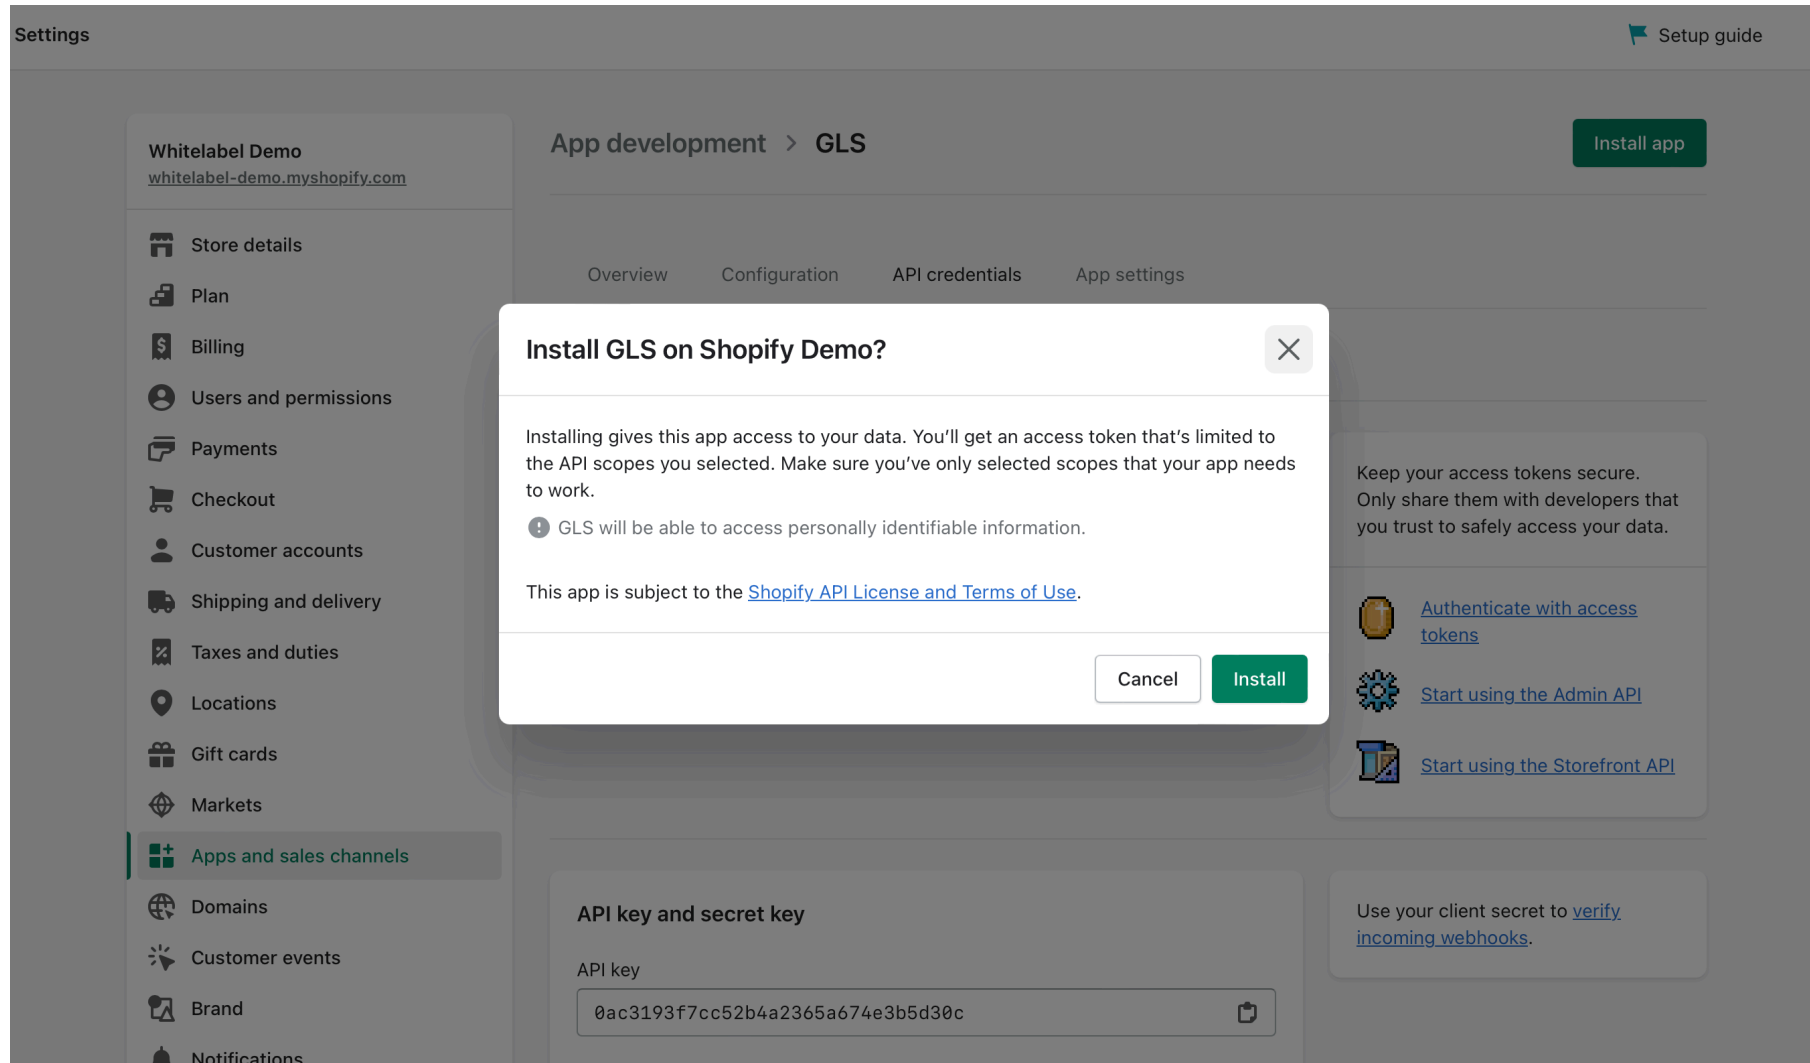 Settings
Setup guide
Whitelabel Demo
whitelabel-demo.myshopify.com
Store details
Plan
Billing
Users and permissions
Payments
Checkout
Customer accounts
Shipping and delivery
Taxes and duties
Locations
Gift cards
Markets
Apps and sales channels
Domains
Customer events
Brand
Notifications
App development > GLS
Install app
Overview
Configuration
API credentials
App settings
Install GLS on Shopify Demo?
Installing gives this app access to your data. You’ll get an access token that’s limited to
the API scopes you selected. Make sure you’ve only selected scopes that your app needs
to work.
GLS will be able to access personally identifiable information.
This app is subject to the Shopify API License and Terms of Use.
Cancel
Install
Keep your access tokens secure.
Only share them with developers that
you trust to safely access your data.
Authenticate with access
tokens
Start using the Admin API
Start using the Storefront API
API key and secret key
API key
0ac3193f7cc52b4a2365a674e3b5d30c
Use your client secret to verify
incoming webhooks.